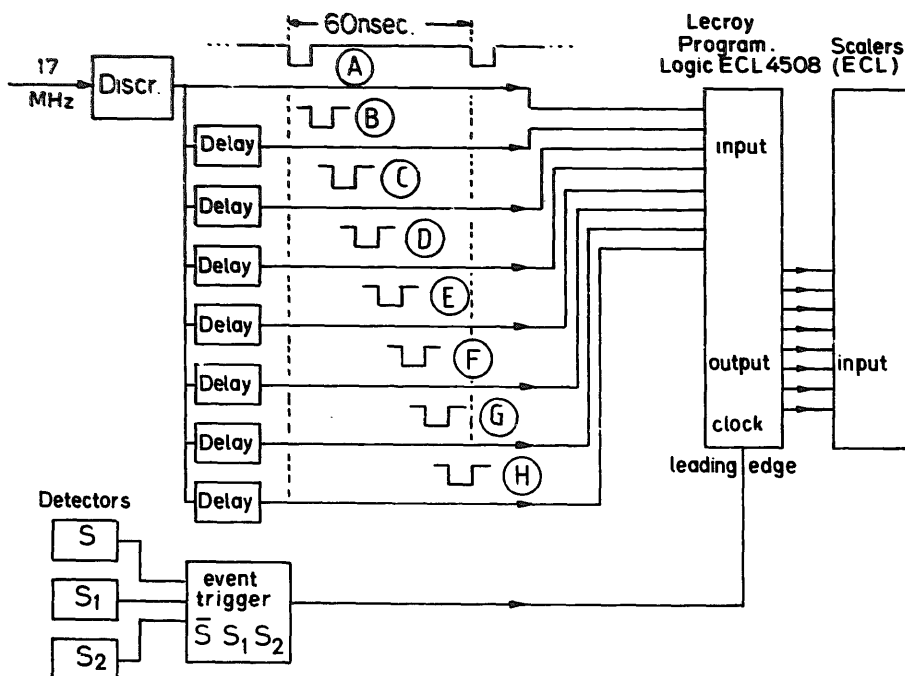 60nsec.
Lecroy
Program.
Logic ECL 4508
Scalers
(ECL)
17
MHz
Discr.
A
B
Delay
C
Delay
D
Delay
E
Delay
F
Delay
G
Delay
H
Delay
input
output
clock
input
leading edge
Detectors
S
S1
S2
event
trigger
S̅ S1 S2